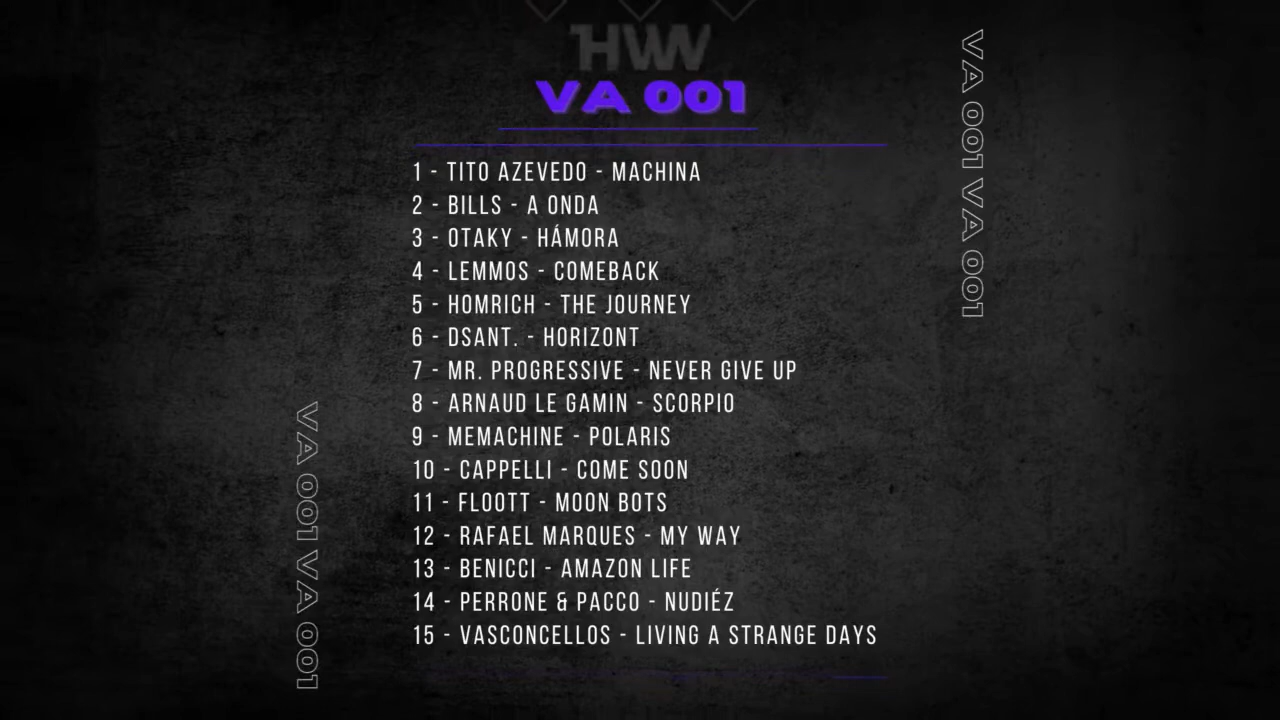 HW
VA 001
1 - TITO AZEVEDO - MACHINA
2 - BILLS - A ONDA
3 - OTAKY - HÁMORA
4 - LEMMOS - COMEBACK
5 - HOMRICH - THE JOURNEY
6 - DSANT. - HORIZONT
7 - MR. PROGRESSIVE - NEVER GIVE UP
8 - ARNAUD LE GAMIN - SCORPIO
9 - MEMACHINE - POLARIS
10 - CAPPELLI - COME SOON
11 - FLOOTT - MOON BOTS
12 - RAFAEL MARQUES - MY WAY
13 - BENICCI - AMAZON LIFE
14 - PERRONE & PACCO - NUDIÉZ
15 - VASCONCELLOS - LIVING A STRANGE DAYS
VA 001 VA 001
VA 001 VA 001